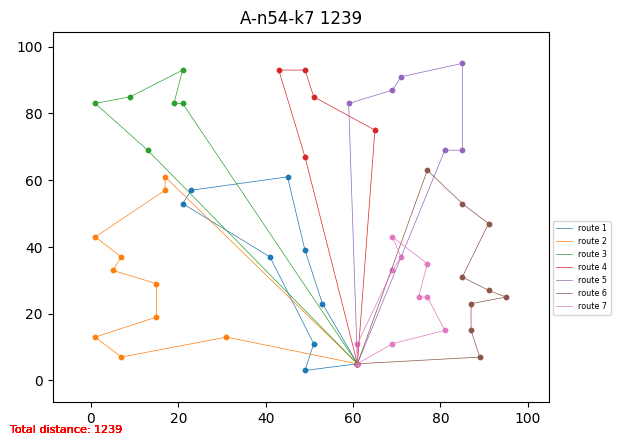 A-n54-k7 1239
100
80
60
40
20
0
0 20 40 60 80 100
route 1
route 2
route 3
route 4
route 5
route 6
route 7
Total distance: 1239